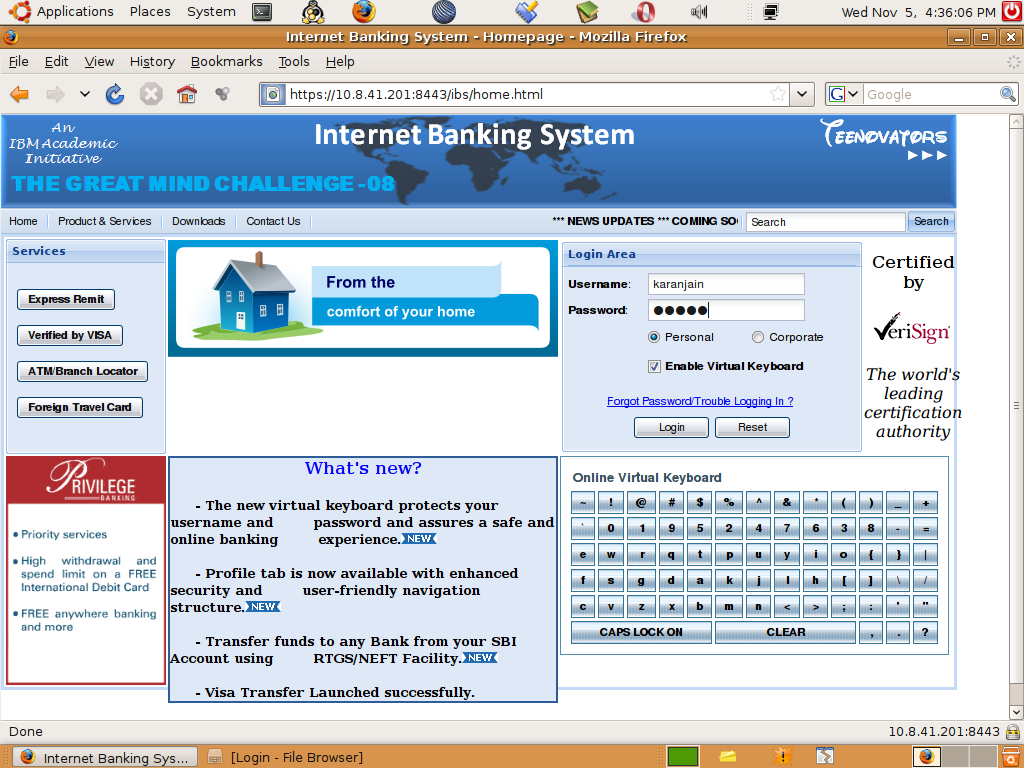 Applications Places System
Wed Nov 5, 4:36:06 PM
Internet Banking System - Homepage - Mozilla Firefox
File Edit View History Bookmarks Tools Help
https://10.8.41.201:8443/ibs/home.html
G Google
An
IBM Academic
Initiative
Internet Banking System
TEENOVATORS
THE GREAT MIND CHALLENGE -08
Home Product & Services Downloads Contact Us
*** NEWS UPDATES *** COMING SO
Search Search
Services
Express Remit
Verified by VISA
ATM/Branch Locator
Foreign Travel Card
From the
comfort of your home
Login Area
Username: karanjain
Password: ●●●●●
Personal Corporate
Enable Virtual Keyboard
Forgot Password/Trouble Logging In ?
Login Reset
Certified
by
VeriSign
The world's
leading
certification
authority
PRIVILEGE
BANKING
• Priority services
• High withdrawal and
spend limit on a FREE
International Debit Card
• FREE anywhere banking
and more
What's new?
- The new virtual keyboard protects your
username and password and assures a safe and
online banking experience. NEW
- Profile tab is now available with enhanced
security and user-friendly navigation
structure. NEW
- Transfer funds to any Bank from your SBI
Account using RTGS/NEFT Facility. NEW
- Visa Transfer Launched successfully.
Online Virtual Keyboard
~ ! @ # $ % ^ & * ( ) _ +
` 0 1 9 5 2 4 7 6 3 8 - =
e w r q t p u y i o { } |
f s g d a k j l h [ ] \ /
c v z x b m n < > ; : ' "
CAPS LOCK ON CLEAR , . ?
Done
10.8.41.201:8443
Internet Banking Sys... [Login - File Browser]